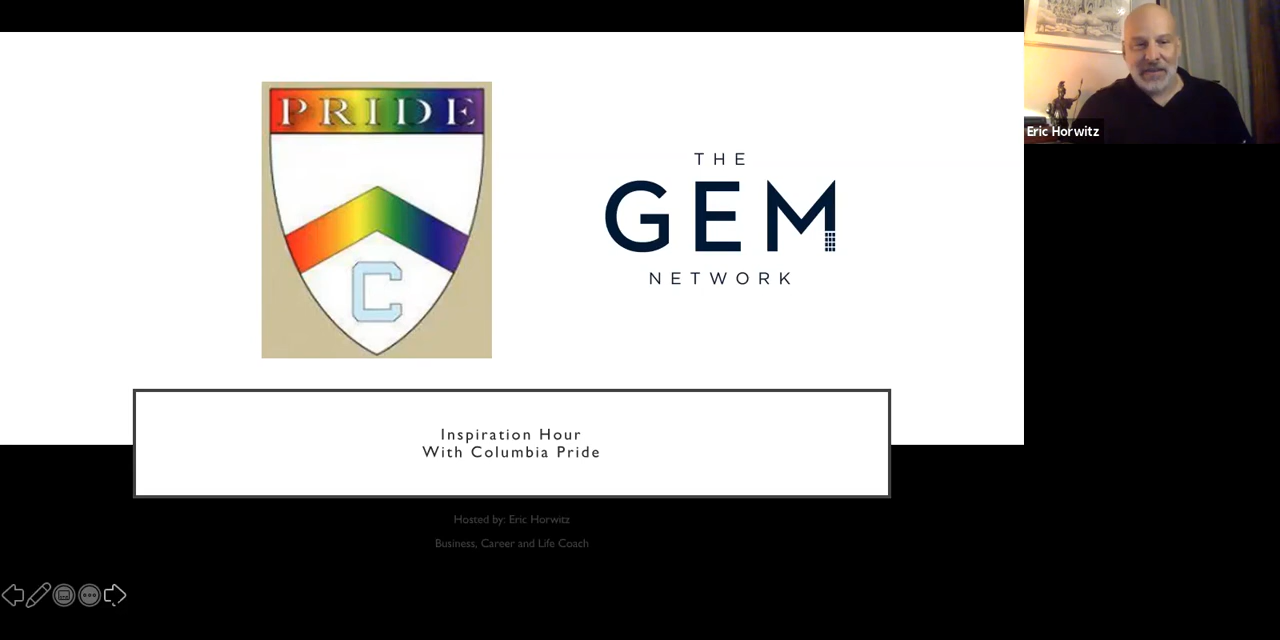 PRIDE
C
THE
GEM
NETWORK
Inspiration Hour
With Columbia Pride
Hosted by: Eric Horwitz
Business, Career and Life Coach
Eric Horwitz